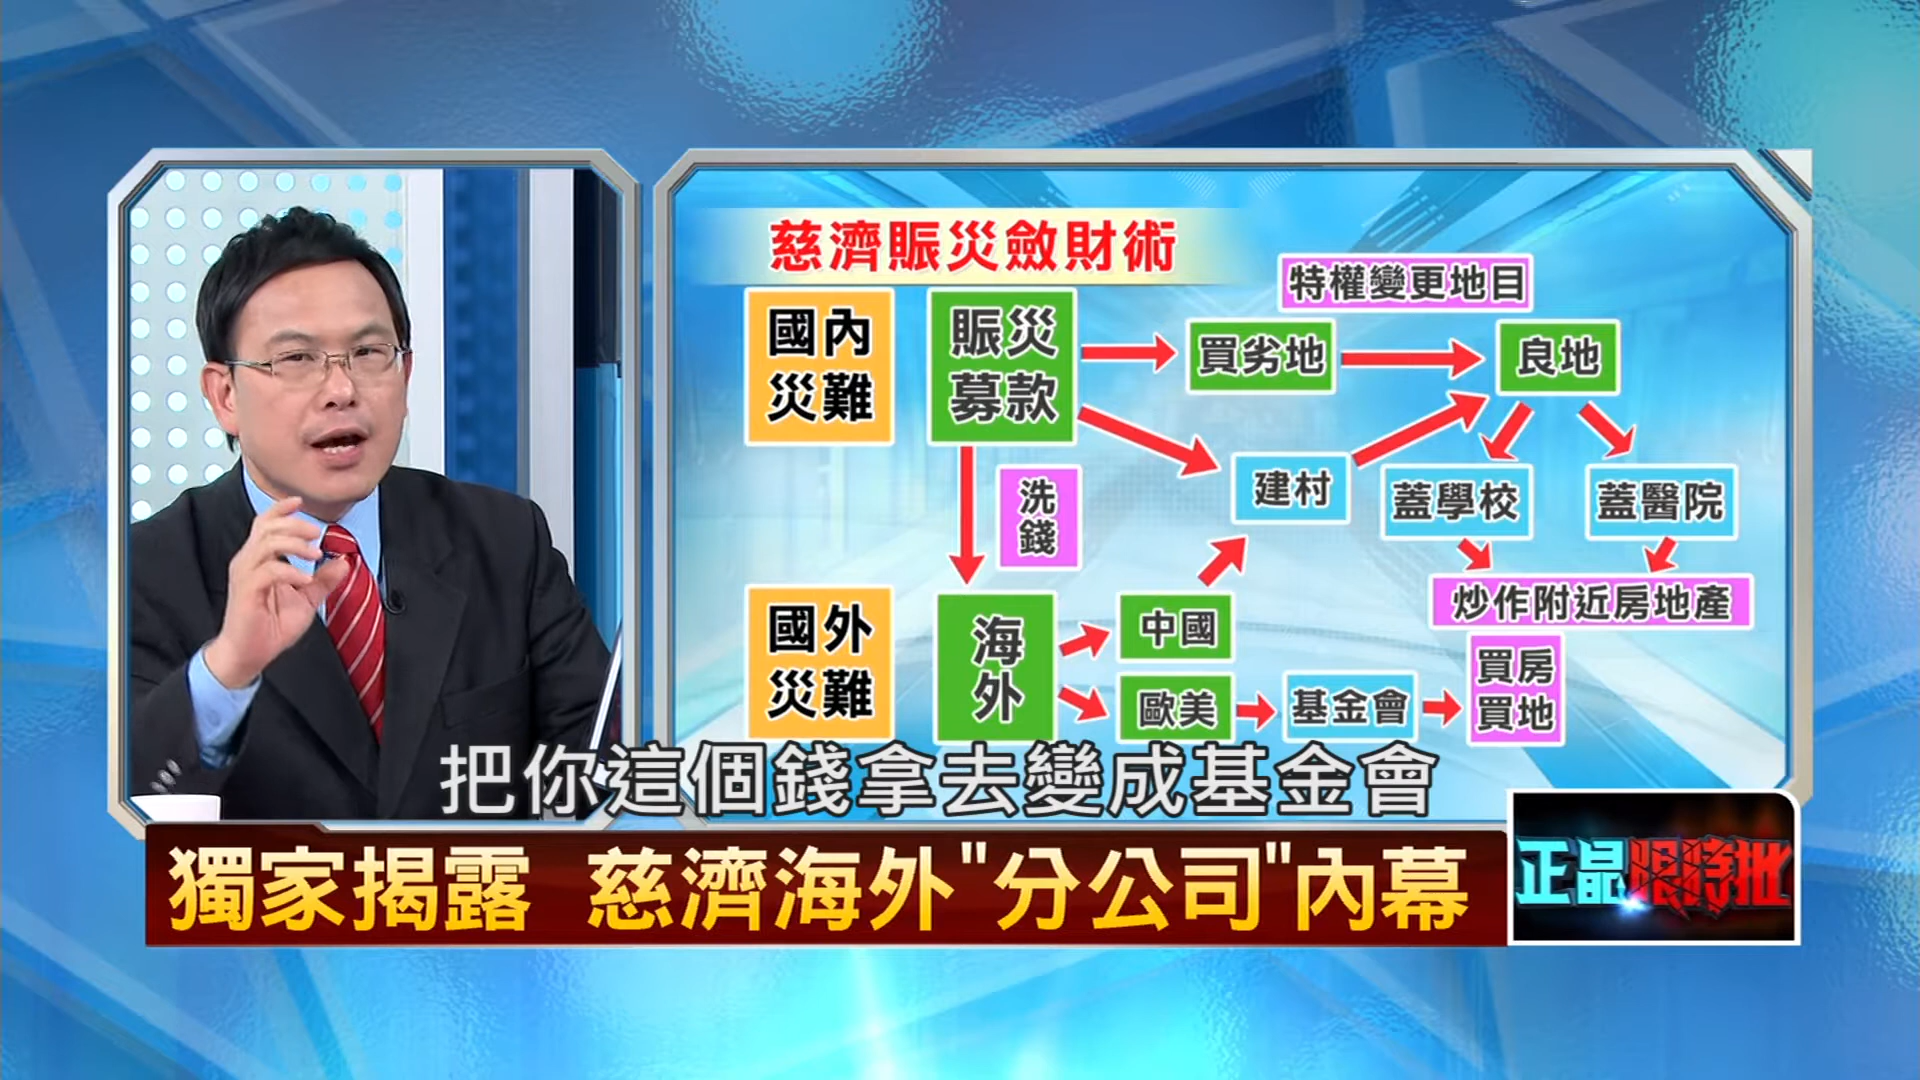 慈濟賑災斂財術
特權變更地目
國內
災難
賑災
募款
買劣地
良地
洗
錢
建村
蓋學校
蓋醫院
炒作附近房地產
國外
災難
海
外
中國
歐美
基金會
買房
買地
把你這個錢拿去變成基金會
獨家揭露 慈濟海外"分公司"內幕
正晶限時批